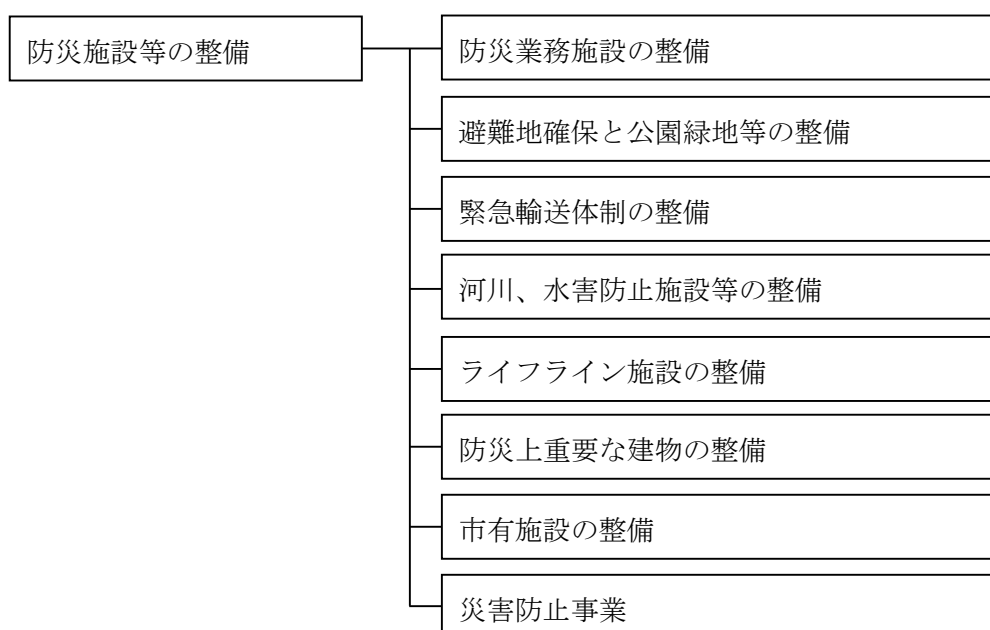 防災施設等の整備
防災業務施設の整備
避難地確保と公園緑地等の整備
緊急輸送体制の整備
河川、水害防止施設等の整備
ライフライン施設の整備
防災上重要な建物の整備
市有施設の整備
災害防止事業